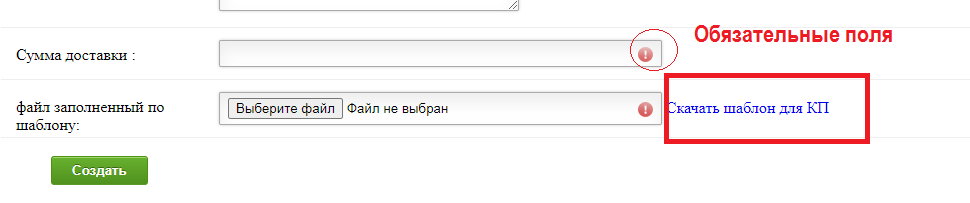 Обязательные поля
Сумма доставки :
файл заполненный по
шаблону:
Выберите файл Файл не выбран
Скачать шаблон для КП
Создать